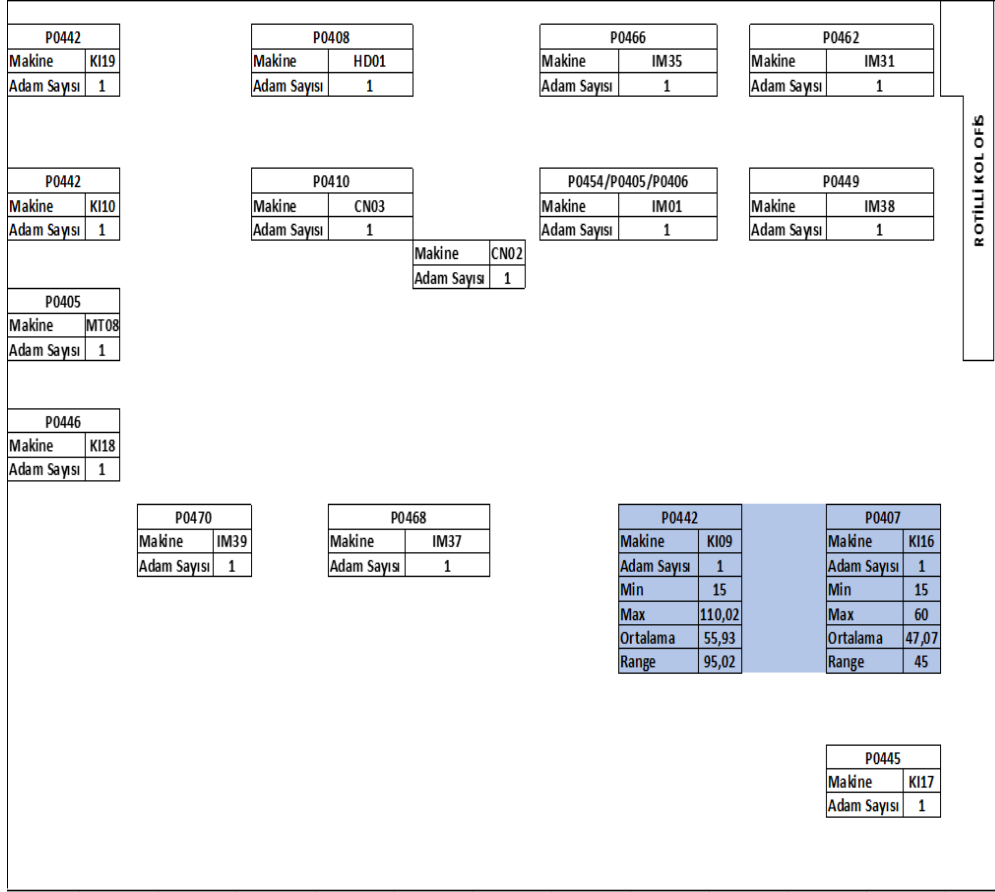 P0442 P0408 P0466 P0462
Makine KI19 Makine HD01 Makine IM35 Makine IM31
Adam Sayısı 1 Adam Sayısı 1 Adam Sayısı 1 Adam Sayısı 1
ROTİLLİ KOL OFİS
P0442 P0410 P0454/P0405/P0406 P0449
Makine KI10 Makine CN03 Makine IM01 Makine IM38
Adam Sayısı 1 Adam Sayısı 1 Adam Sayısı 1 Adam Sayısı 1
Makine CN02
Adam Sayısı 1
P0405
Makine MT08
Adam Sayısı 1
P0446
Makine KI18
Adam Sayısı 1
P0470 P0468 P0442 P0407
Makine IM39 Makine IM37 Makine KI09 Makine KI16
Adam Sayısı 1 Adam Sayısı 1 Adam Sayısı 1 Adam Sayısı 1
Min 15 Min 15
Max 110,02 Max 60
Ortalama 55,93 Ortalama 47,07
Range 95,02 Range 45
P0445
Makine KI17
Adam Sayısı 1